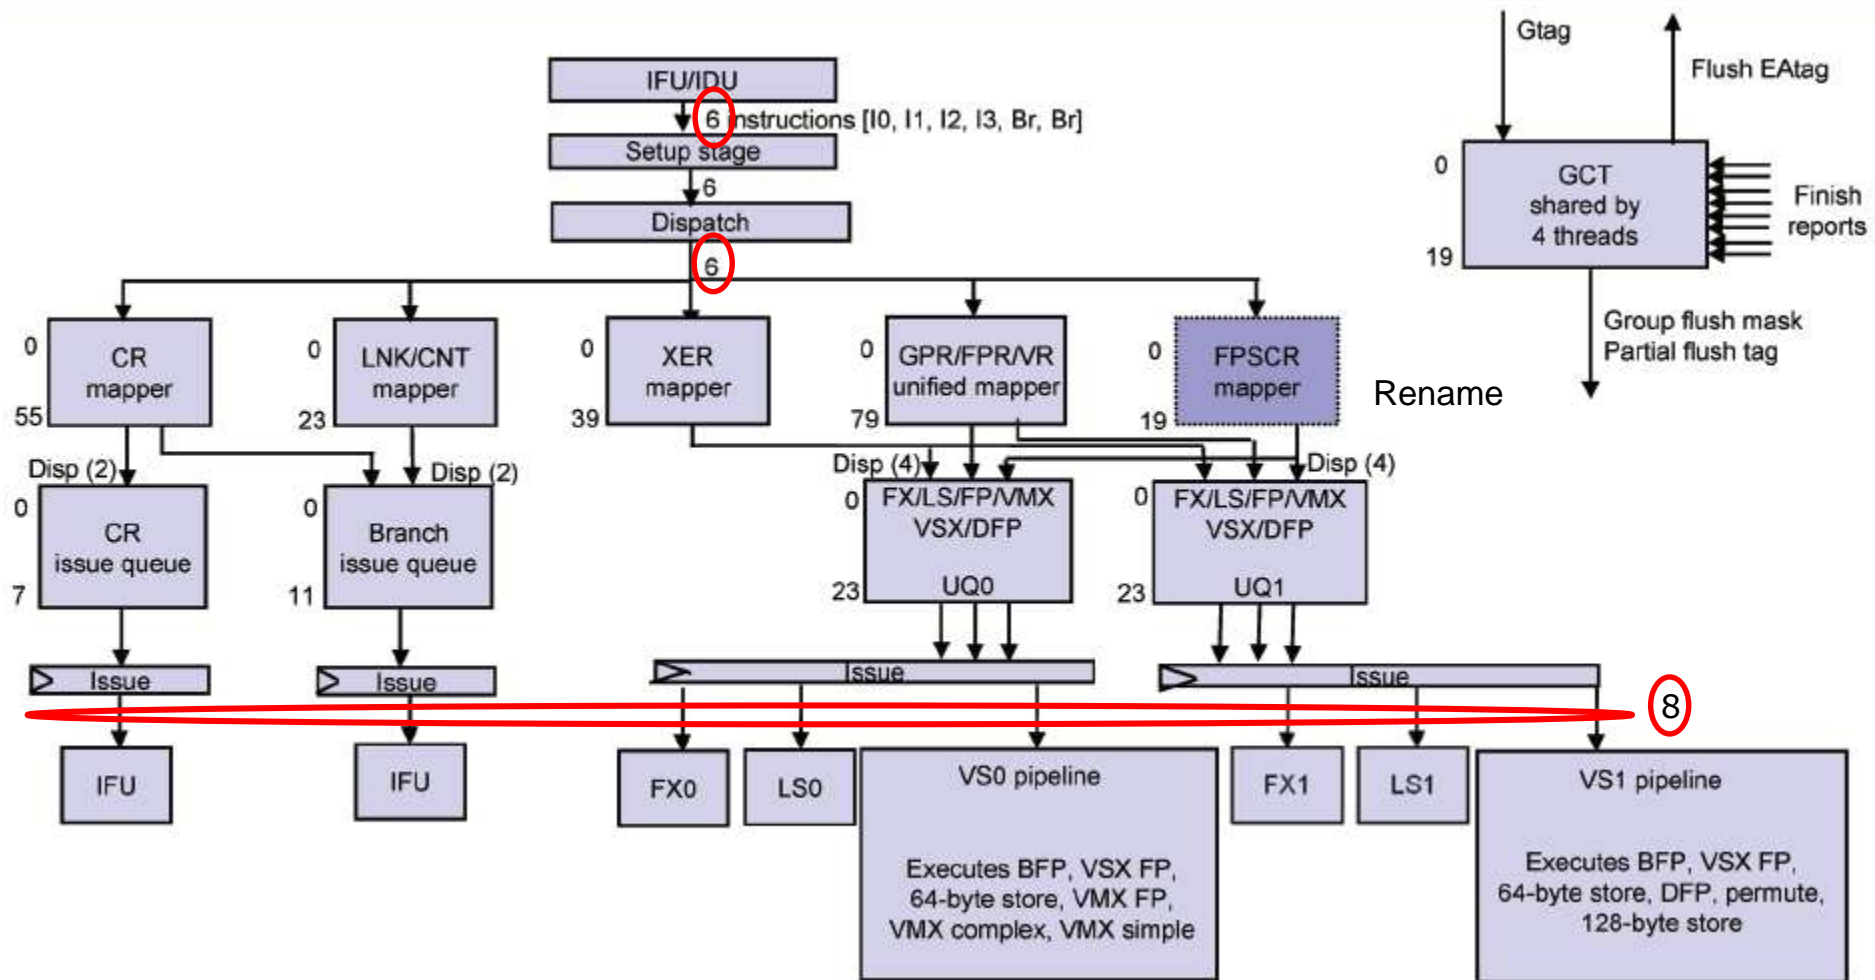 IFU/IDU
6 instructions [I0, I1, I2, I3, Br, Br]
Setup stage
6
Dispatch
6
Gtag
Flush EAtag
0
GCT
shared by
4 threads
19
Finish
reports
Group flush mask
Partial flush tag
0
CR
mapper
55
0
LNK/CNT
mapper
23
0
XER
mapper
39
0
GPR/FPR/VR
unified mapper
79
0
FPSCR
mapper
19
Rename
Disp (2)
Disp (2)
Disp (4)
Disp (4)
0
CR
issue queue
7
0
Branch
issue queue
11
0
FX/LS/FP/VMX
VSX/DFP
UQ0
23
0
FX/LS/FP/VMX
VSX/DFP
UQ1
23
Issue
Issue
Issue
Issue
8
IFU
IFU
FX0
LS0
VS0 pipeline
Executes BFP, VSX FP,
64-byte store, VMX FP,
VMX complex, VMX simple
FX1
LS1
VS1 pipeline
Executes BFP, VSX FP,
64-byte store, DFP, permute,
128-byte store